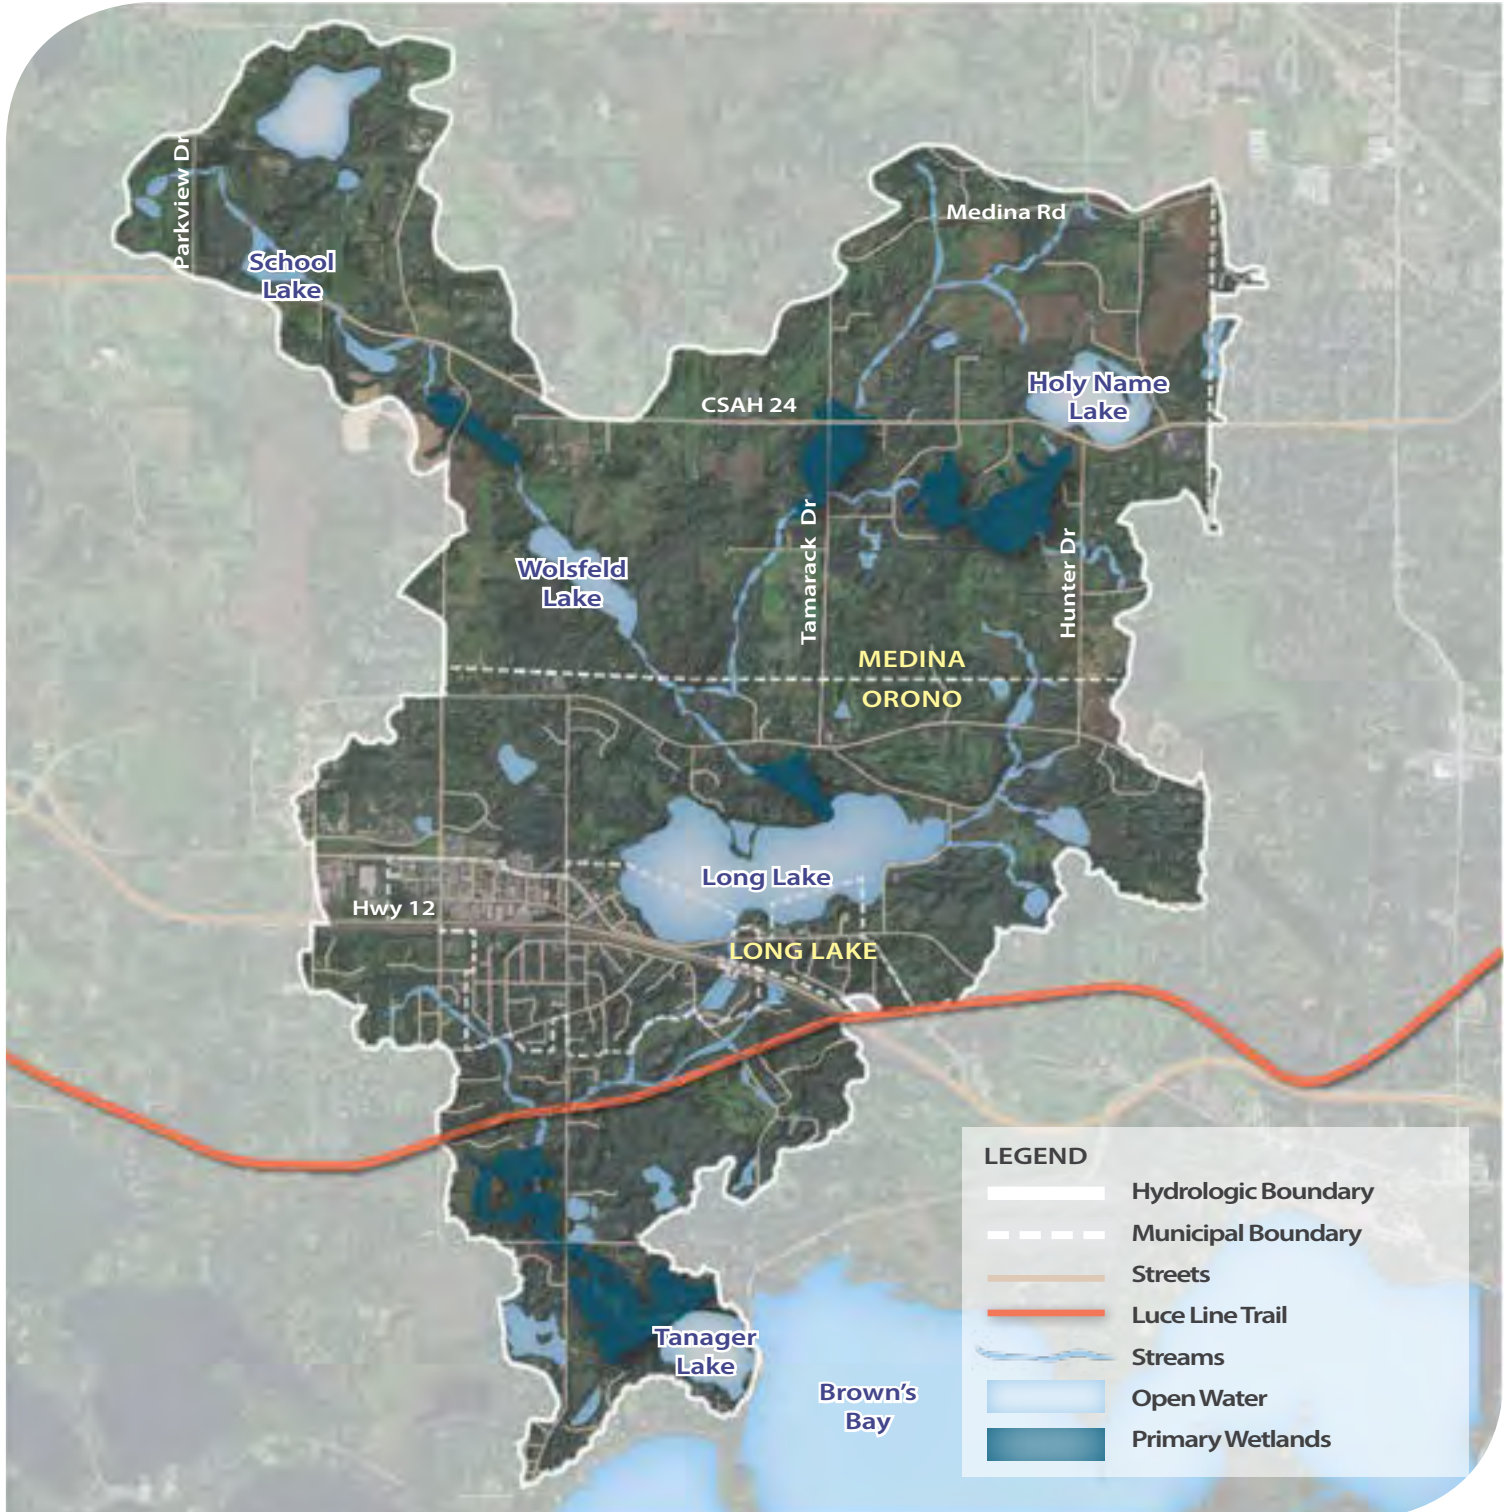 Parkview Dr
School
Lake
Medina Rd
Holy Name
Lake
CSAH 24
Tamarack Dr
Hunter Dr
Wolsfeld
Lake
MEDINA
ORONO
Long Lake
Hwy 12
LONG LAKE
Tanager
Lake
Brown's
Bay
LEGEND
Hydrologic Boundary
Municipal Boundary
Streets
Luce Line Trail
Streams
Open Water
Primary Wetlands